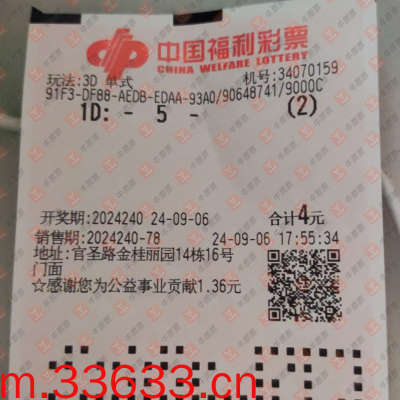 中国福利彩票
CHINA WELFARE LOTTERY
玩法:3D 单式 机号:34070159
91F3-DF88-AEDB-EDAA-93A0/90648741/9000C
1D: - 5 - (2)
开奖期:2024240 24-09-06 合计4元
销售期:2024240-78 24-09-06 17:55:34
地址:官圣路金桂丽园14栋16号
门面
☆感谢您为公益事业贡献1.36元
m.33633.cn